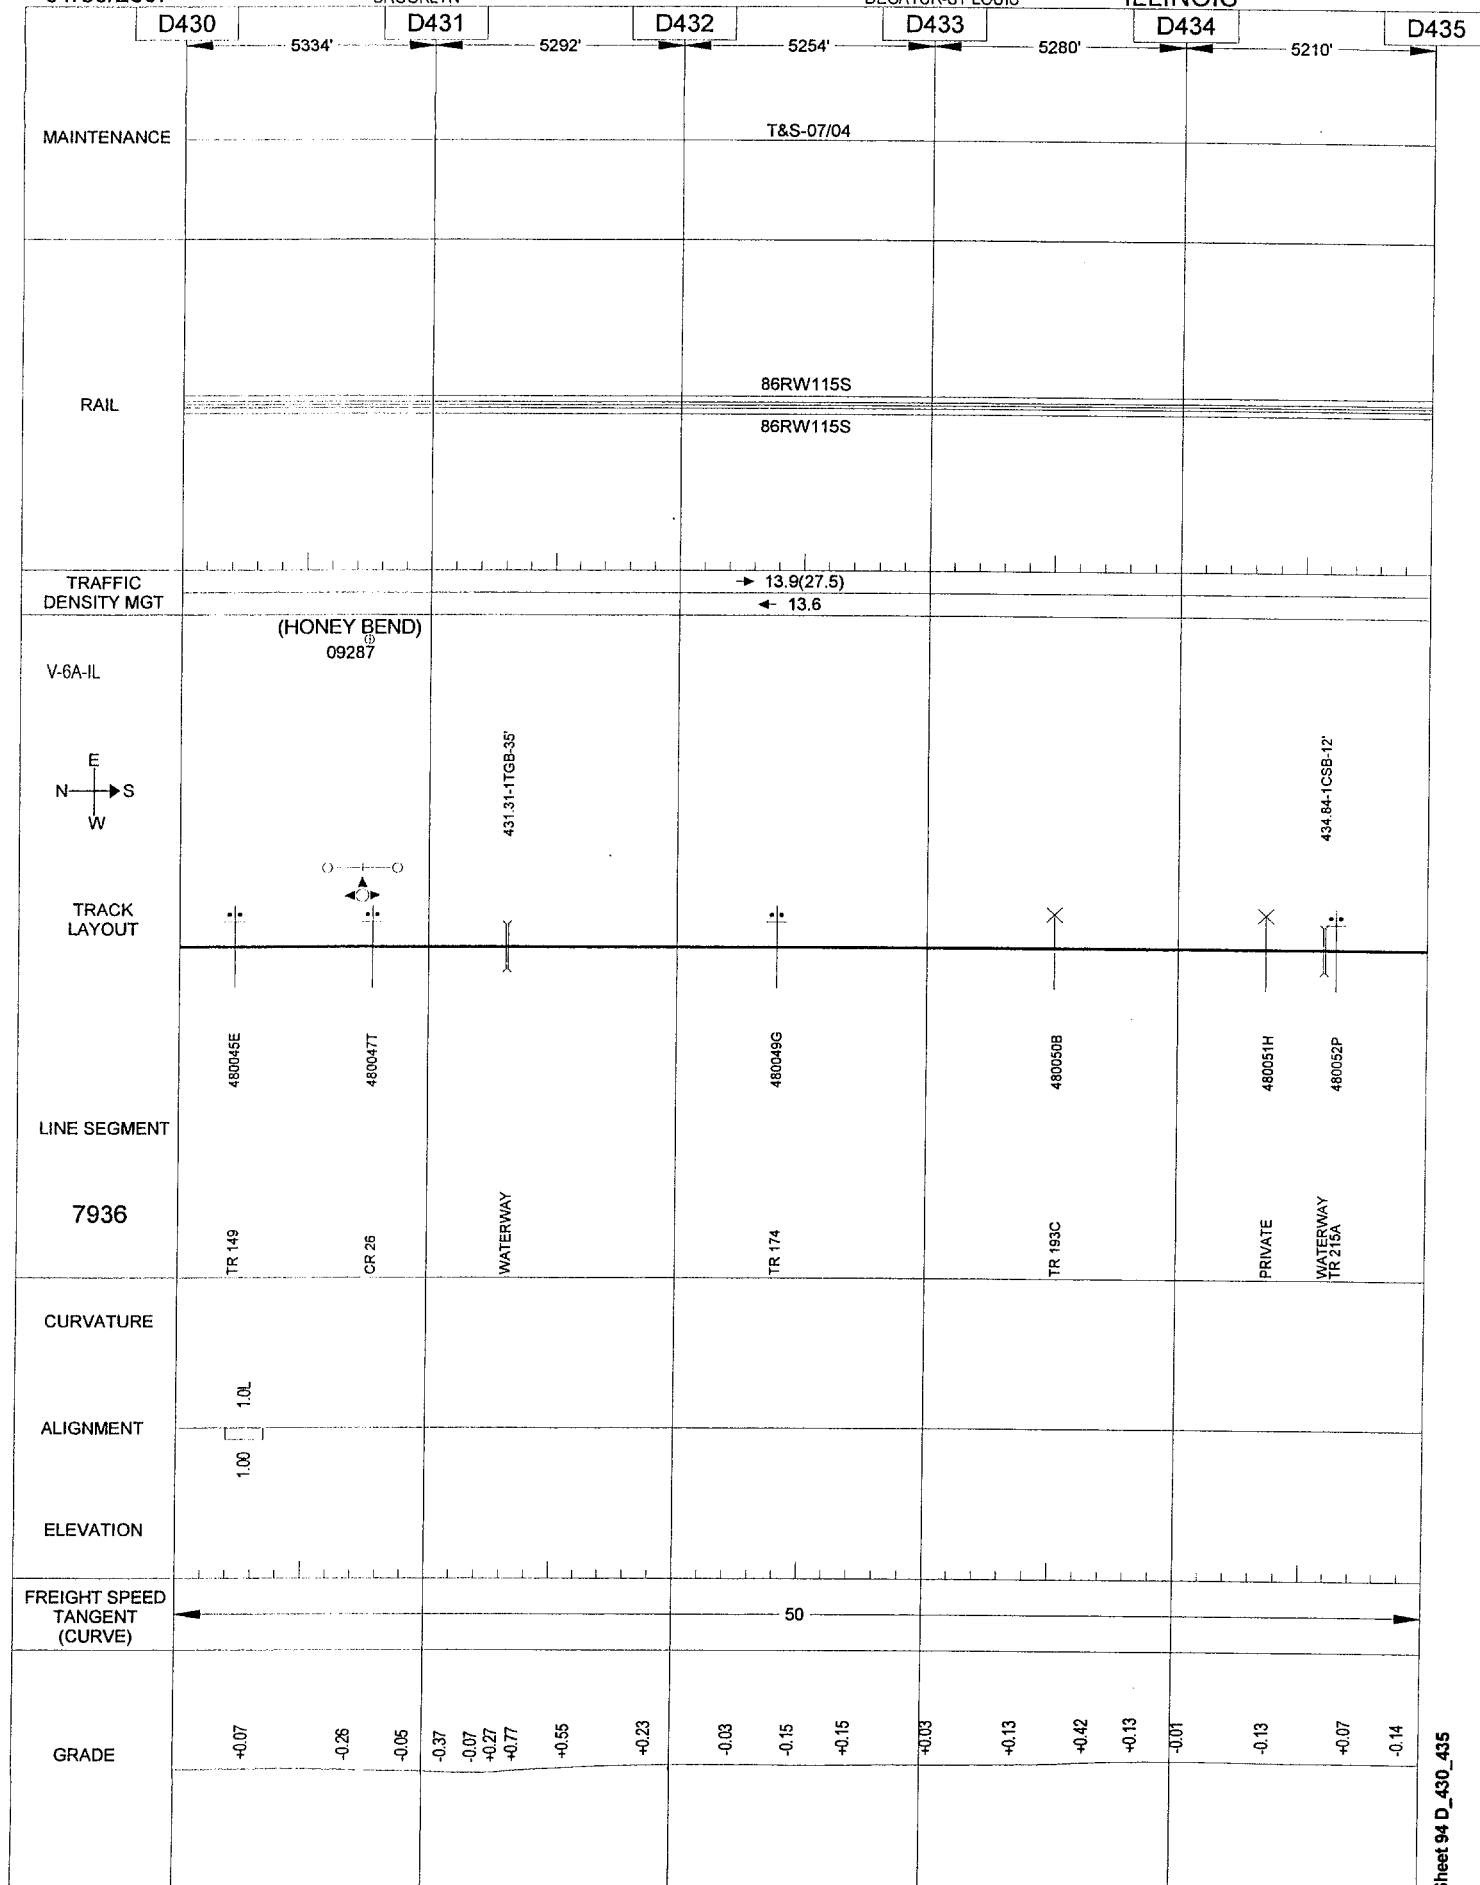 BROOKLYN
DECATUR-ST LOUIS
ILLINOIS
D430
D431
D432
D433
D434
D435
5334'
5292'
5254'
5280'
5210'
MAINTENANCE
T&S-07/04
RAIL
86RW115S
86RW115S
TRAFFIC
DENSITY MGT
13.9(27.5)
13.6
(HONEY BEND)
09287
V-6A-IL
E
N
S
W
431.31-1TGB-35'
434.84-1CSB-12'
TRACK
LAYOUT
480045E
480047T
480049G
480050B
480051H
480052P
LINE SEGMENT
7936
TR 149
CR 26
WATERWAY
TR 174
TR 193C
PRIVATE
WATERWAY
TR 215A
CURVATURE
1.0L
ALIGNMENT
1.00
ELEVATION
FREIGHT SPEED
TANGENT
(CURVE)
50
GRADE
+0.07
-0.26
-0.05
-0.37
-0.07
+0.27
+0.77
+0.55
+0.23
-0.03
-0.15
+0.15
+0.03
+0.13
+0.42
+0.13
-0.01
-0.13
+0.07
-0.14
Sheet 94 D_430_435